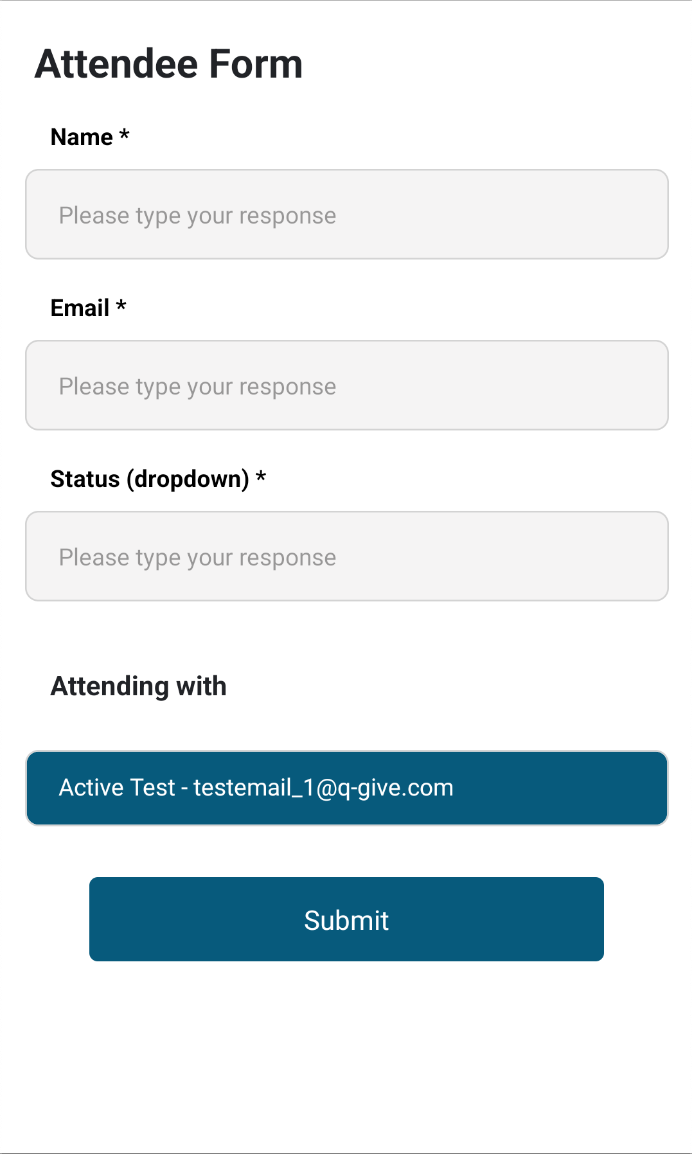 Attendee Form
Name *
Please type your response
Email *
Please type your response
Status (dropdown) *
Please type your response
Attending with
Active Test - testemail_1@q-give.com
Submit